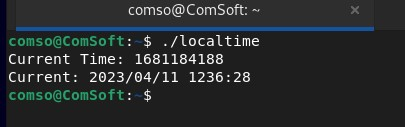 comso@ComSoft: ~ ×
comso@ComSoft:~$ ./localtime
Current Time: 1681184188
Current: 2023/04/11 1236:28
comso@ComSoft:~$